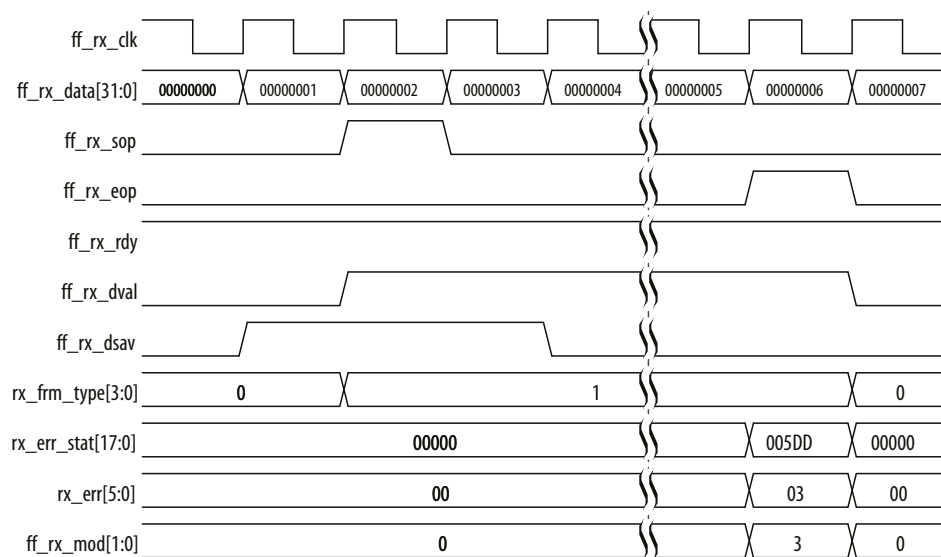 ff_rx_clk
ff_rx_data[31:0] 00000000 00000001 00000002 00000003 00000004 00000005 00000006 00000007
ff_rx_sop
ff_rx_eop
ff_rx_rdy
ff_rx_dval
ff_rx_dsav
rx_frm_type[3:0] 0 1 0
rx_err_stat[17:0] 00000 005DD 00000
rx_err[5:0] 00 03 00
ff_rx_mod[1:0] 0 3 0